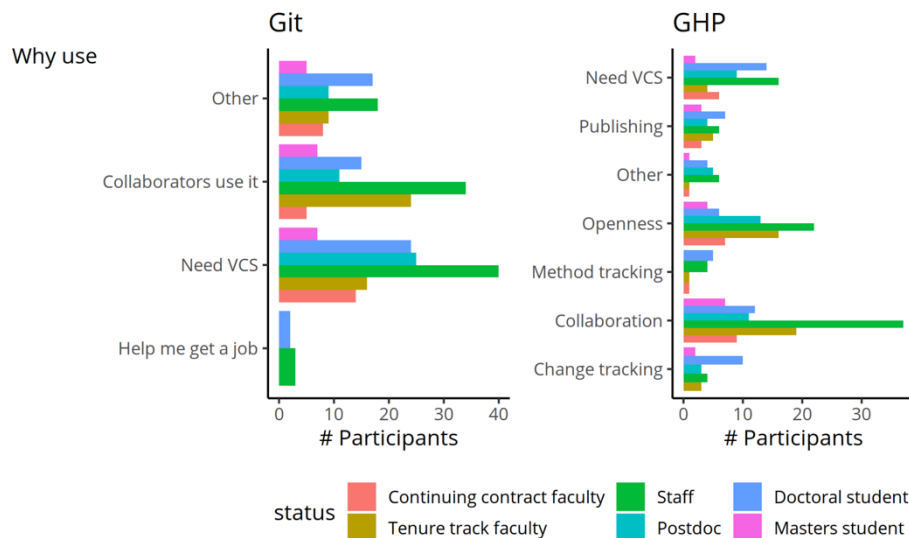 Git
GHP
Why use
Other
Collaborators use it
Need VCS
Help me get a job
0 10 20 30 40
# Participants
Need VCS
Publishing
Other
Openness
Method tracking
Collaboration
Change tracking
0 10 20 30
# Participants
status
Continuing contract faculty
Staff
Doctoral student
Tenure track faculty
Postdoc
Masters student